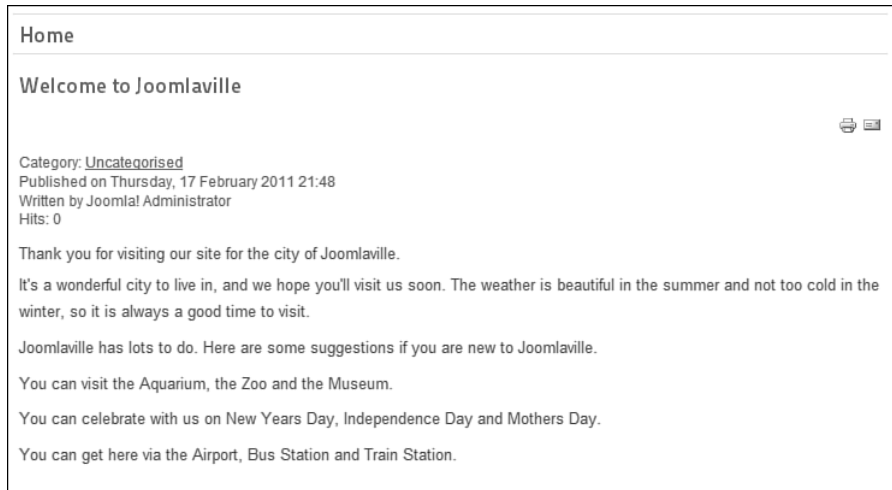 Home
Welcome to Joomlaville
Category: Uncategorised
Published on Thursday, 17 February 2011 21:48
Written by Joomla! Administrator
Hits: 0
Thank you for visiting our site for the city of Joomlaville.
It's a wonderful city to live in, and we hope you'll visit us soon. The weather is beautiful in the summer and not too cold in the
winter, so it is always a good time to visit.
Joomlaville has lots to do. Here are some suggestions if you are new to Joomlaville.
You can visit the Aquarium, the Zoo and the Museum.
You can celebrate with us on New Years Day, Independence Day and Mothers Day.
You can get here via the Airport, Bus Station and Train Station.